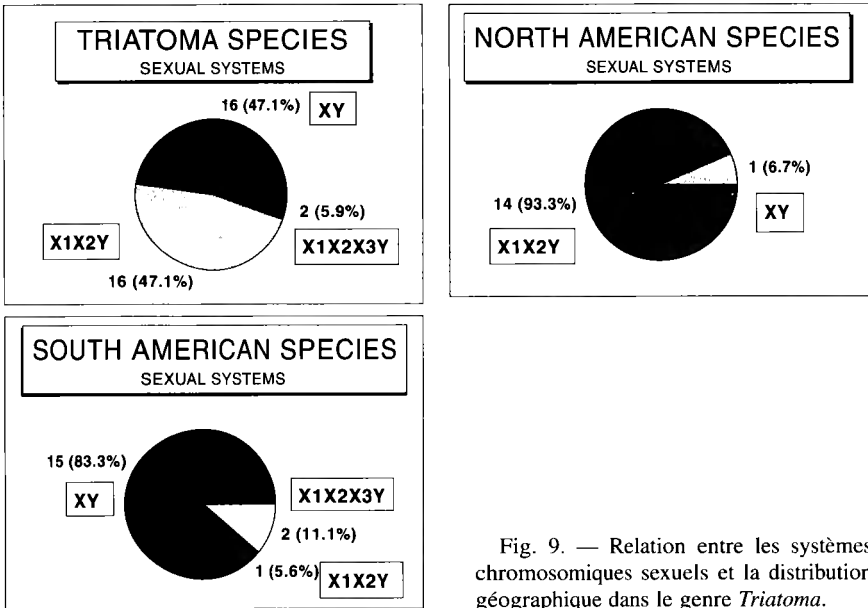 TRIATOMA SPECIES
SEXUAL SYSTEMS
16 (47.1%) XY
2 (5.9%)
X1X2Y X1X2X3Y
16 (47.1%)
NORTH AMERICAN SPECIES
SEXUAL SYSTEMS
1 (6.7%)
14 (93.3%) XY
X1X2Y
SOUTH AMERICAN SPECIES
SEXUAL SYSTEMS
15 (83.3%)
XY X1X2X3Y
2 (11.1%)
1 (5.6%) X1X2Y
Fig. 9. — Relation entre les systèmes
chromosomiques sexuels et la distribution
géographique dans le genre Triatoma.